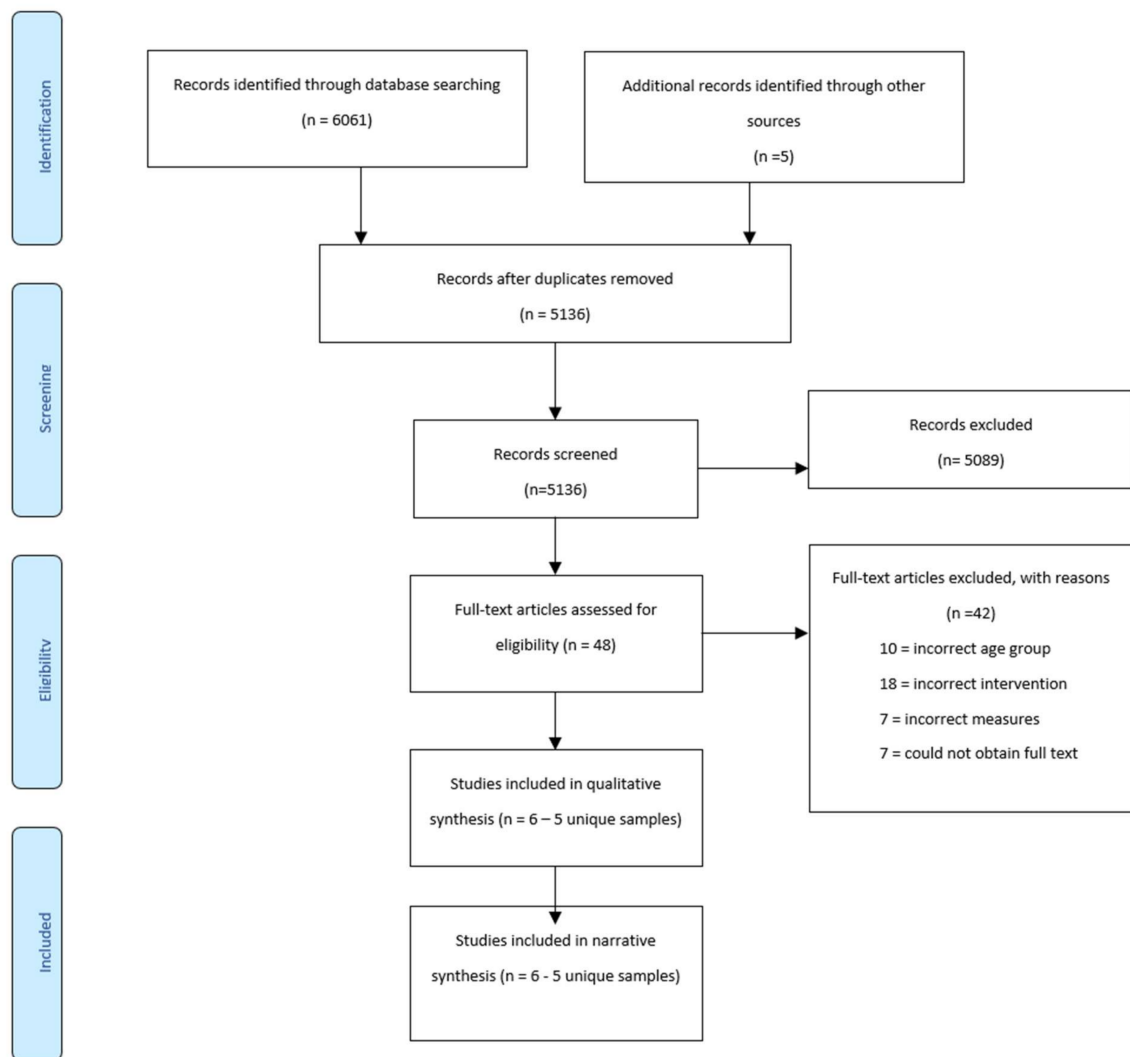 Identification
Records identified through database searching
(n = 6061)
Additional records identified through other
sources
(n =5)
Records after duplicates removed
(n = 5136)
Screening
Records screened
(n=5136)
Records excluded
(n= 5089)
Eligibility
Full-text articles assessed for
eligibility (n = 48)
Full-text articles excluded, with reasons
(n =42)
10 = incorrect age group
18 = incorrect intervention
7 = incorrect measures
7 = could not obtain full text
Studies included in qualitative
synthesis (n = 6 – 5 unique samples)
Included
Studies included in narrative
synthesis (n = 6 - 5 unique samples)